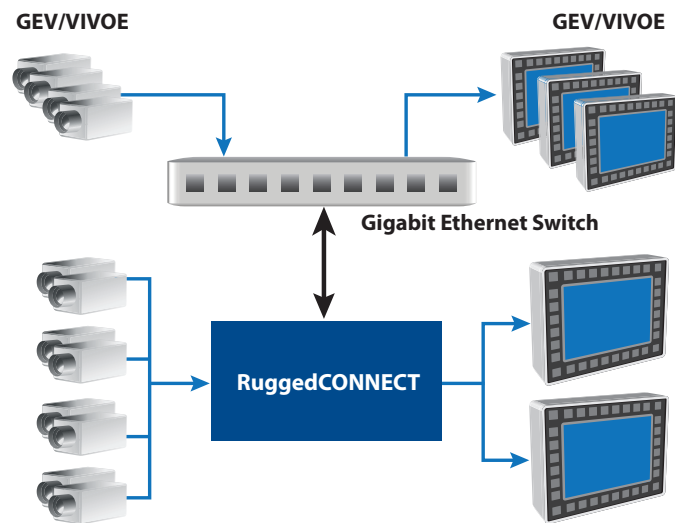 GEV/VIVOE
GEV/VIVOE
Gigabit Ethernet Switch
RuggedCONNECT